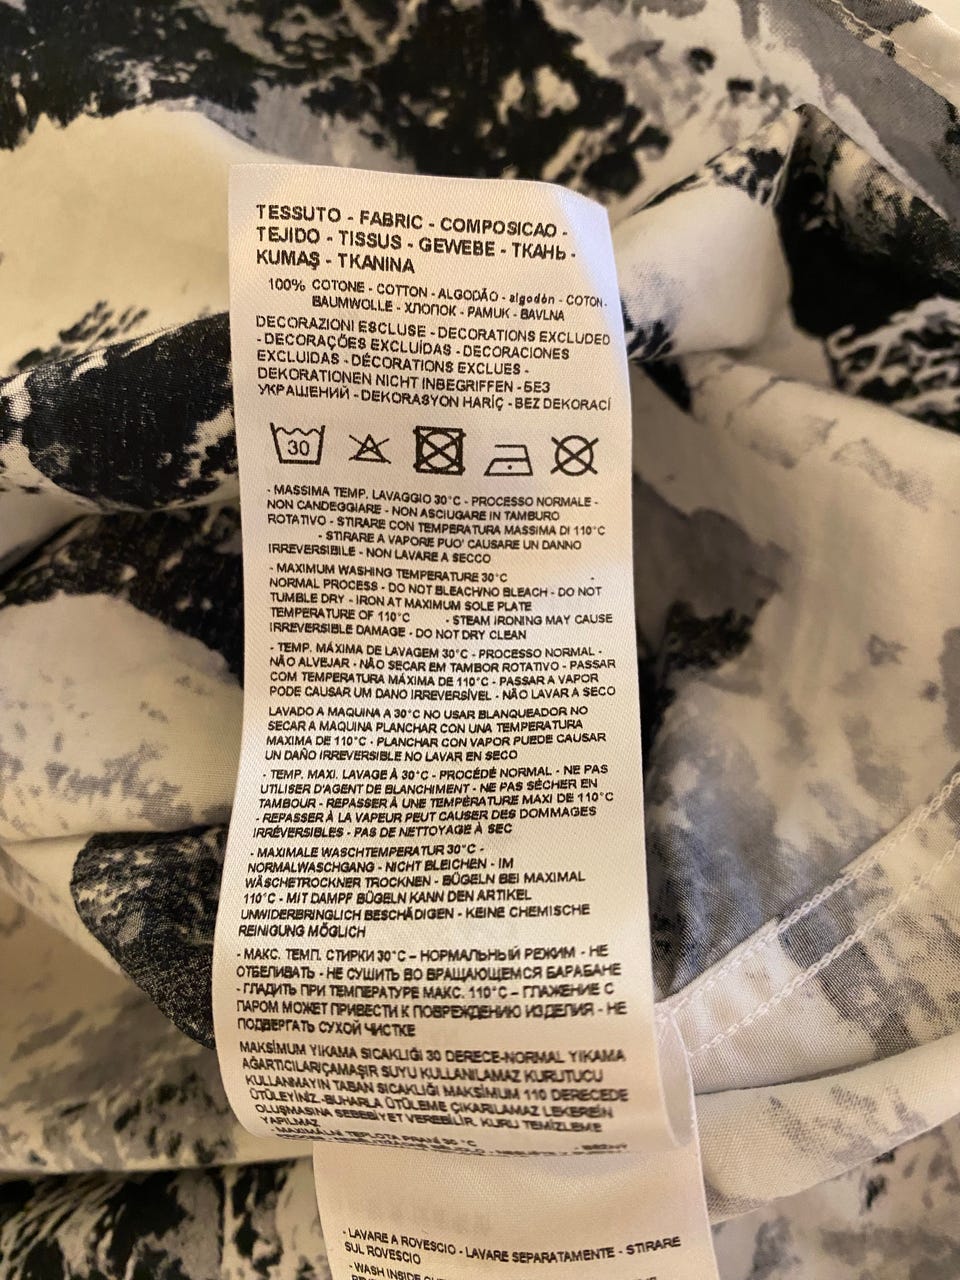 TESSUTO - FABRIC - COMPOSICAO -
TEJIDO - TISSUS - GEWEBE - ТКАНЬ -
KUMAŞ - TKANINA
100% COTONE - COTTON - ALGODÃO - algodón - COTON -
BAUMWOLLE - ХЛОПОК - PAMUK - BAVLNA
DECORAZIONI ESCLUSE - DECORATIONS EXCLUDED
- DECORAÇÕES EXCLUÍDAS - DECORACIONES
EXCLUIDAS - DÉCORATIONS EXCLUES -
DEKORATIONEN NICHT INBEGRIFFEN - БЕЗ
УКРАШЕНИЙ - DEKORASYON HARİÇ - BEZ DEKORACÍ
30
- MASSIMA TEMP. LAVAGGIO 30°C - PROCESSO NORMALE -
NON CANDEGGIARE - NON ASCIUGARE IN TAMBURO
ROTATIVO - STIRARE CON TEMPERATURA MASSIMA DI 110°C
- STIRARE A VAPORE PUO' CAUSARE UN DANNO
IRREVERSIBILE - NON LAVARE A SECCO
- MAXIMUM WASHING TEMPERATURE 30°C -
NORMAL PROCESS - DO NOT BLEACH/NO BLEACH - DO NOT
TUMBLE DRY - IRON AT MAXIMUM SOLE PLATE
TEMPERATURE OF 110°C - STEAM IRONING MAY CAUSE
IRREVERSIBLE DAMAGE - DO NOT DRY CLEAN
- TEMP. MÁXIMA DE LAVAGEM 30°C - PROCESSO NORMAL -
NÃO ALVEJAR - NÃO SECAR EM TAMBOR ROTATIVO - PASSAR
COM TEMPERATURA MÁXIMA DE 110°C - PASSAR A VAPOR
PODE CAUSAR UM DANO IRREVERSÍVEL - NÃO LAVAR A SECO
LAVADO A MAQUINA A 30°C NO USAR BLANQUEADOR NO
SECAR A MAQUINA PLANCHAR CON UNA TEMPERATURA
MAXIMA DE 110°C - PLANCHAR CON VAPOR PUEDE CAUSAR
UN DAÑO IRREVERSIBLE NO LAVAR EN SECO
- TEMP. MAXI. LAVAGE À 30°C - PROCÉDÉ NORMAL - NE PAS
UTILISER D'AGENT DE BLANCHIMENT - NE PAS SÉCHER EN
TAMBOUR - REPASSER À UNE TEMPÉRATURE MAXI DE 110°C
- REPASSER À LA VAPEUR PEUT CAUSER DES DOMMAGES
IRRÉVERSIBLES - PAS DE NETTOYAGE À SEC
- MAXIMALE WASCHTEMPERATUR 30°C -
NORMALWASCHGANG - NICHT BLEICHEN - IM
WÄSCHETROCKNER TROCKNEN - BÜGELN BEI MAXIMAL
110°C - MIT DAMPF BÜGELN KANN DEN ARTIKEL
UNWIDERBRINGLICH BESCHÄDIGEN - KEINE CHEMISCHE
REINIGUNG MÖGLICH
- МАКС. ТЕМП. СТИРКИ 30°C – НОРМАЛЬНЫЙ РЕЖИМ - НЕ
ОТБЕЛИВАТЬ - НЕ СУШИТЬ ВО ВРАЩАЮЩЕМСЯ БАРАБАНЕ
- ГЛАДИТЬ ПРИ ТЕМПЕРАТУРЕ МАКС. 110°C – ГЛАЖЕНИЕ С
ПАРОМ МОЖЕТ ПРИВЕСТИ К ПОВРЕЖДЕНИЮ ИЗДЕЛИЯ - НЕ
ПОДВЕРГАТЬ СУХОЙ ЧИСТКЕ
MAKSİMUM YIKAMA SICAKLIĞI 30 DERECE-NORMAL YIKAMA
AĞARTICILAR/ÇAMAŞIR SUYU KULLANILAMAZ KURUTUCU
KULLANMAYIN TABAN SICAKLIĞI MAKSİMUM 110 DERECEDE
ÜTÜLEYİNİZ -BUHARLA ÜTÜLEME ÇIKARILAMAZ LEKERERİN
OLUŞMASINA SEBEBİYET VEREBİLİR. KURU TEMİZLEME
YAPILMAZ
- MAXIMÁLNÍ TEPLOTA PRANÍ 30 °C - BĚŽNÝ
- LAVARE A ROVESCIO - LAVARE SEPARATAMENTE - STIRARE
SUL ROVESCIO
- WASH INSIDE